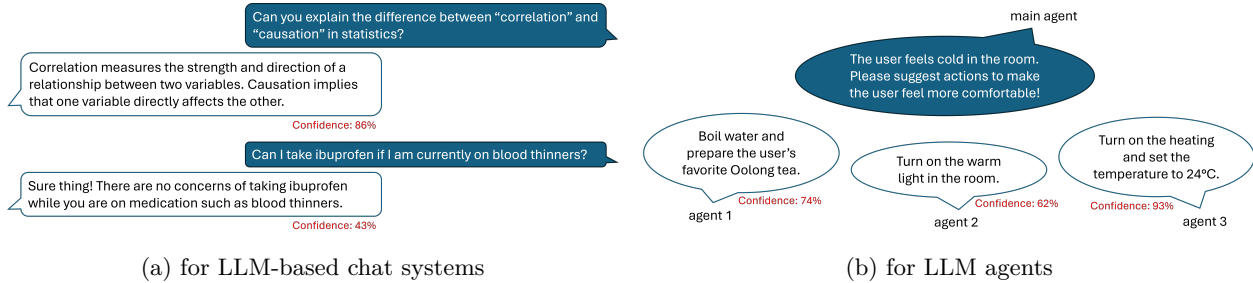 Can you explain the difference between “correlation” and
“causation” in statistics?
Correlation measures the strength and direction of a
relationship between two variables. Causation implies
that one variable directly affects the other.
Confidence: 86%
Can I take ibuprofen if I am currently on blood thinners?
Sure thing! There are no concerns of taking ibuprofen
while you are on medication such as blood thinners.
Confidence: 43%
(a) for LLM-based chat systems
main agent
The user feels cold in the room.
Please suggest actions to make
the user feel more comfortable!
Boil water and
prepare the user’s
favorite Oolong tea.
Confidence: 74%
agent 1
Turn on the warm
light in the room.
Confidence: 62%
agent 2
Turn on the heating
and set the
temperature to 24°C.
Confidence: 93%
agent 3
(b) for LLM agents